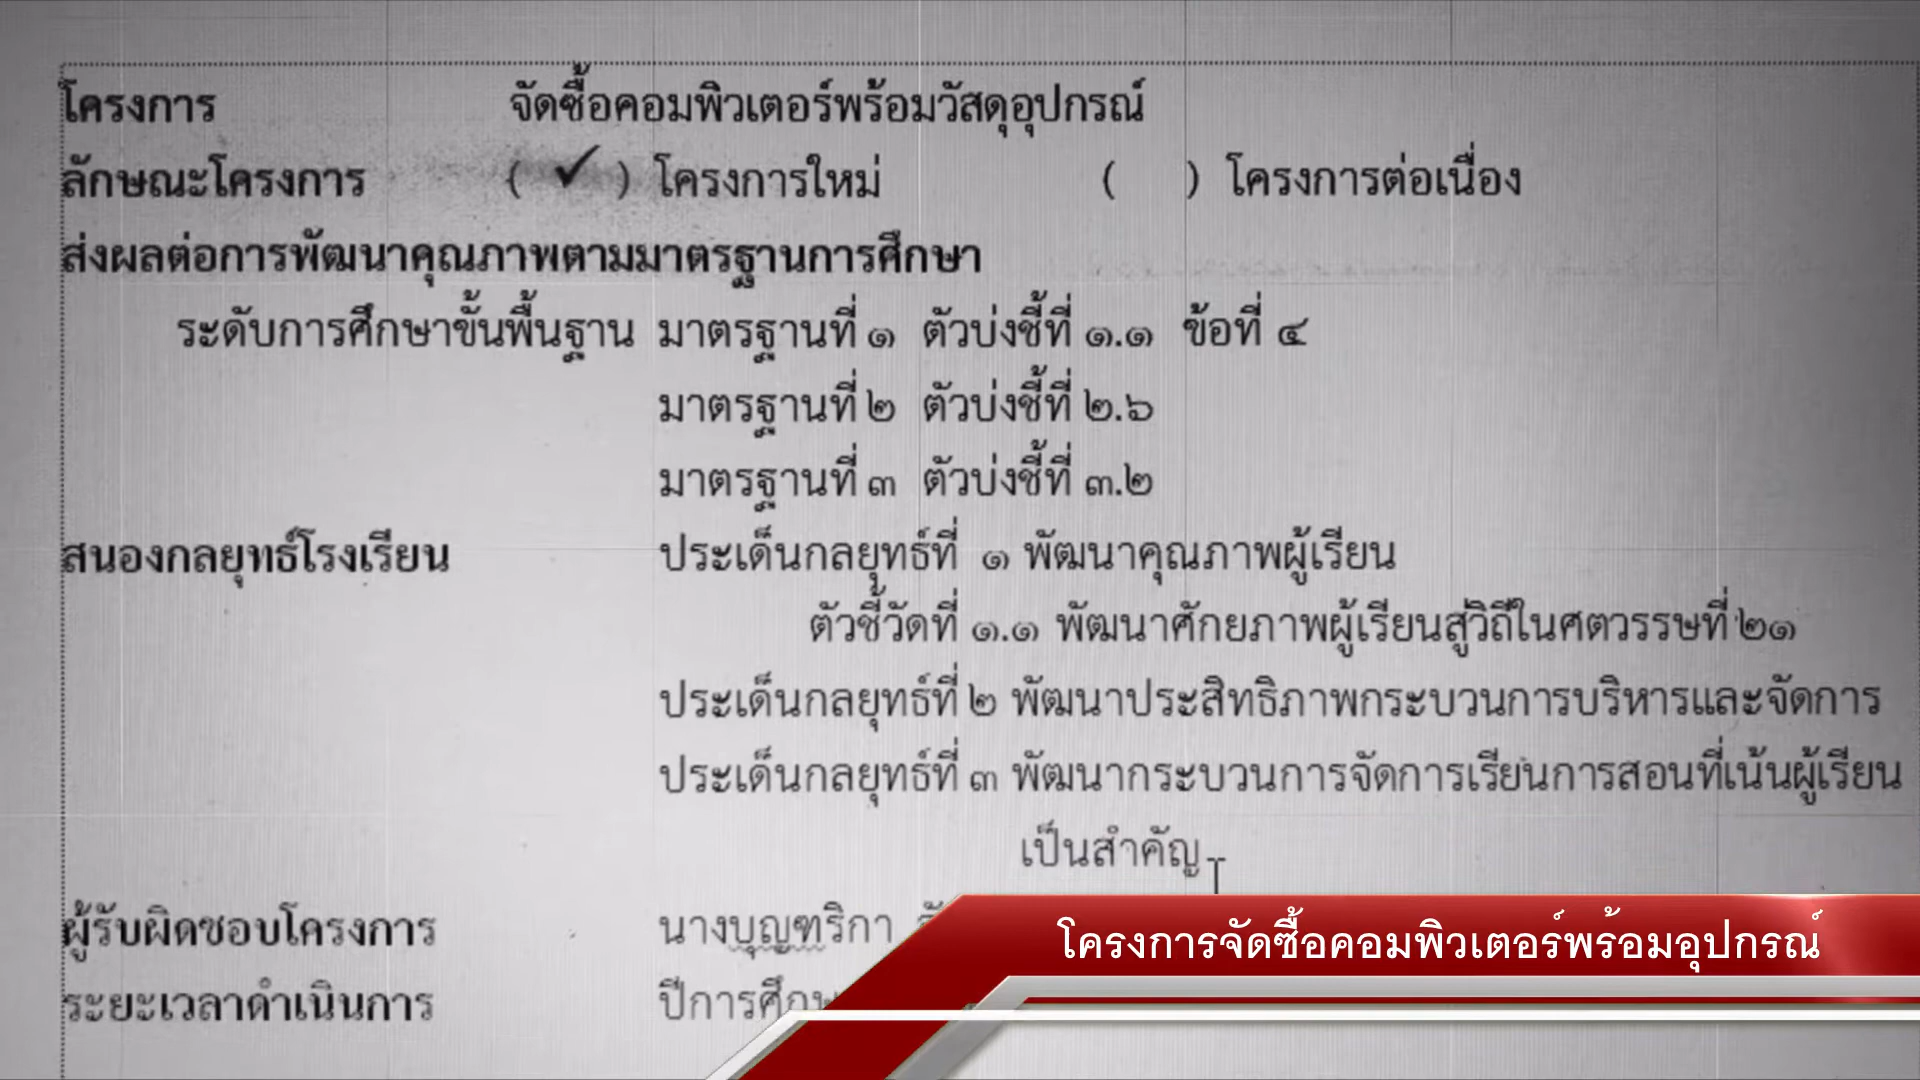 โครงการ จัดซื้อคอมพิวเตอร์พร้อมวัสดุอุปกรณ์
ลักษณะโครงการ ( ✓ ) โครงการใหม่ ( ) โครงการต่อเนื่อง
ส่งผลต่อการพัฒนาคุณภาพตามมาตรฐานการศึกษา
ระดับการศึกษาขั้นพื้นฐาน มาตรฐานที่ ๑ ตัวบ่งชี้ที่ ๑.๑ ข้อที่ ๔
มาตรฐานที่ ๒ ตัวบ่งชี้ที่ ๒.๖
มาตรฐานที่ ๓ ตัวบ่งชี้ที่ ๓.๒
สนองกลยุทธ์โรงเรียน ประเด็นกลยุทธ์ที่ ๑ พัฒนาคุณภาพผู้เรียน
ตัวชี้วัดที่ ๑.๑ พัฒนาศักยภาพผู้เรียนสู่วิถีในศตวรรษที่ ๒๑
ประเด็นกลยุทธ์ที่ ๒ พัฒนาประสิทธิภาพกระบวนการบริหารและจัดการ
ประเด็นกลยุทธ์ที่ ๓ พัฒนากระบวนการจัดการเรียนการสอนที่เน้นผู้เรียน
เป็นสำคัญ
ผู้รับผิดชอบโครงการ นางบุญฑริกา
ระยะเวลาดำเนินการ
โครงการจัดซื้อคอมพิวเตอร์พร้อมอุปกรณ์